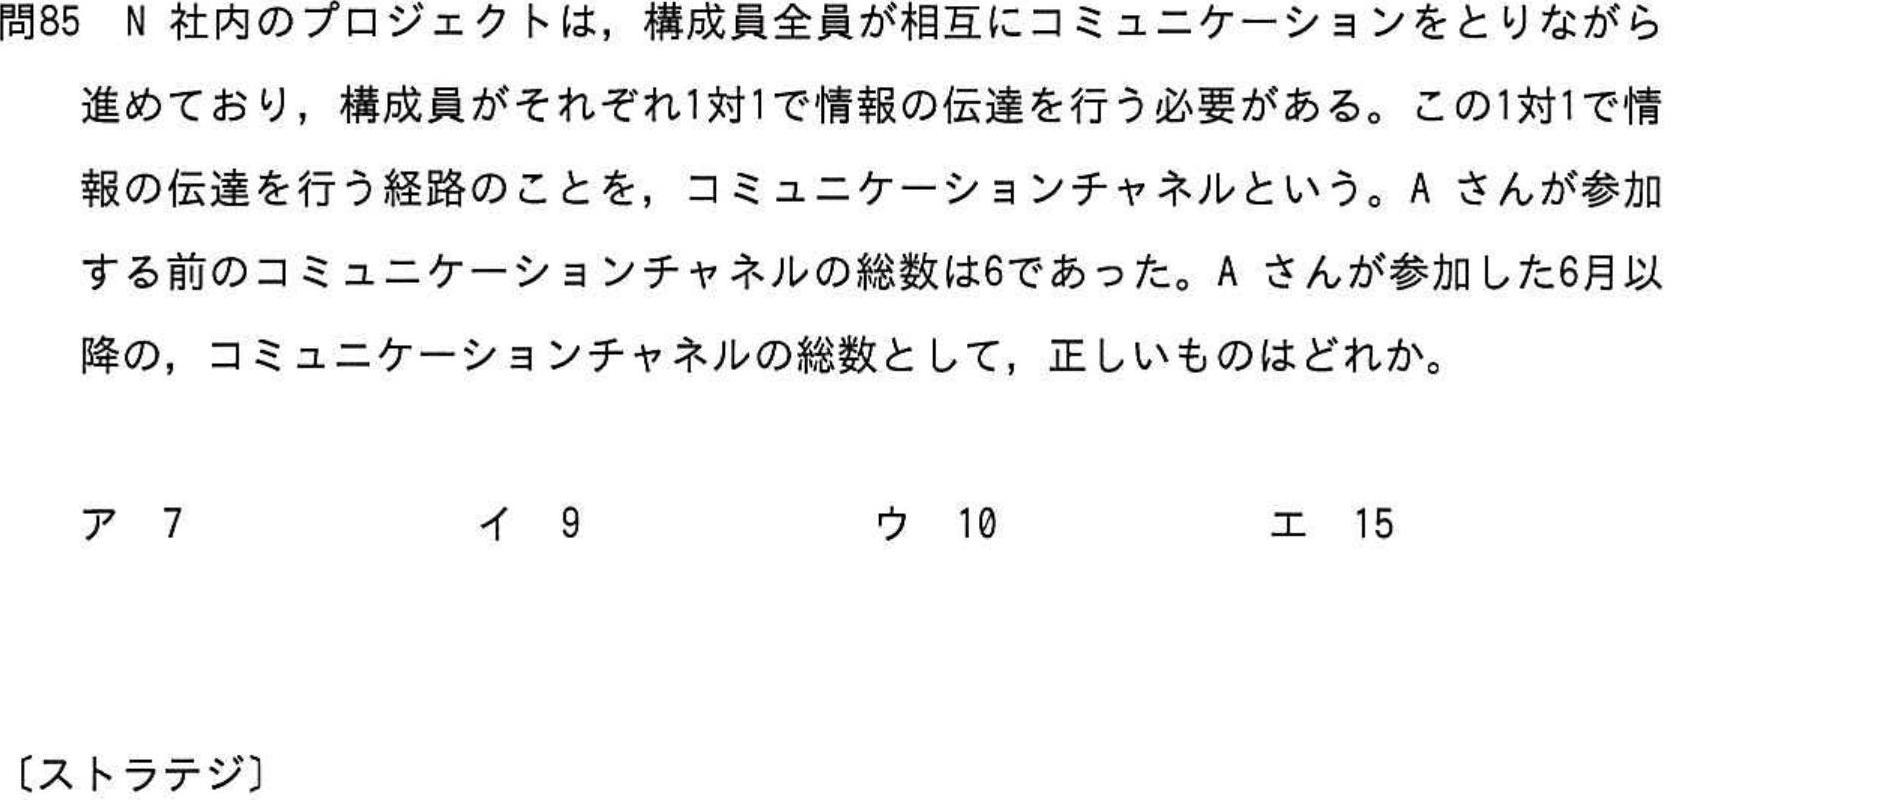 問85 N 社内のプロジェクトは，構成員全員が相互にコミュニケーションをとりながら
進めており，構成員がそれぞれ1対1で情報の伝達を行う必要がある。この1対1で情
報の伝達を行う経路のことを，コミュニケーションチャネルという。A さんが参加
する前のコミュニケーションチャネルの総数は6であった。A さんが参加した6月以
降の，コミュニケーションチャネルの総数として，正しいものはどれか。
ア 7 イ 9 ウ 10 エ 15
〔ストラテジ〕